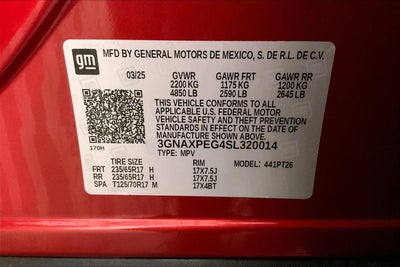 gm
MFD BY GENERAL MOTORS DE MEXICO, S. DE R.L. DE C.V.
03/25 GVWR GAWR FRT GAWR RR
2200 KG 1175 KG 1200 KG
4850 LB 2590 LB 2645 LB
THIS VEHICLE CONFORMS TO ALL
APPLICABLE U.S. FEDERAL MOTOR
VEHICLE SAFETY AND THEFT
PREVENTION STANDARDS IN
EFFECT ON THE DATE OF
MANUFACTURE SHOWN ABOVE.
170H 3GNAXPEG4SL320014
TYPE: MPV
TIRE SIZE RIM 441PT26
FRT 235/65R17 H 17X7.5J
RR 235/65R17 H 17X7.5J
SPA T125/70R17 M 17X4BT